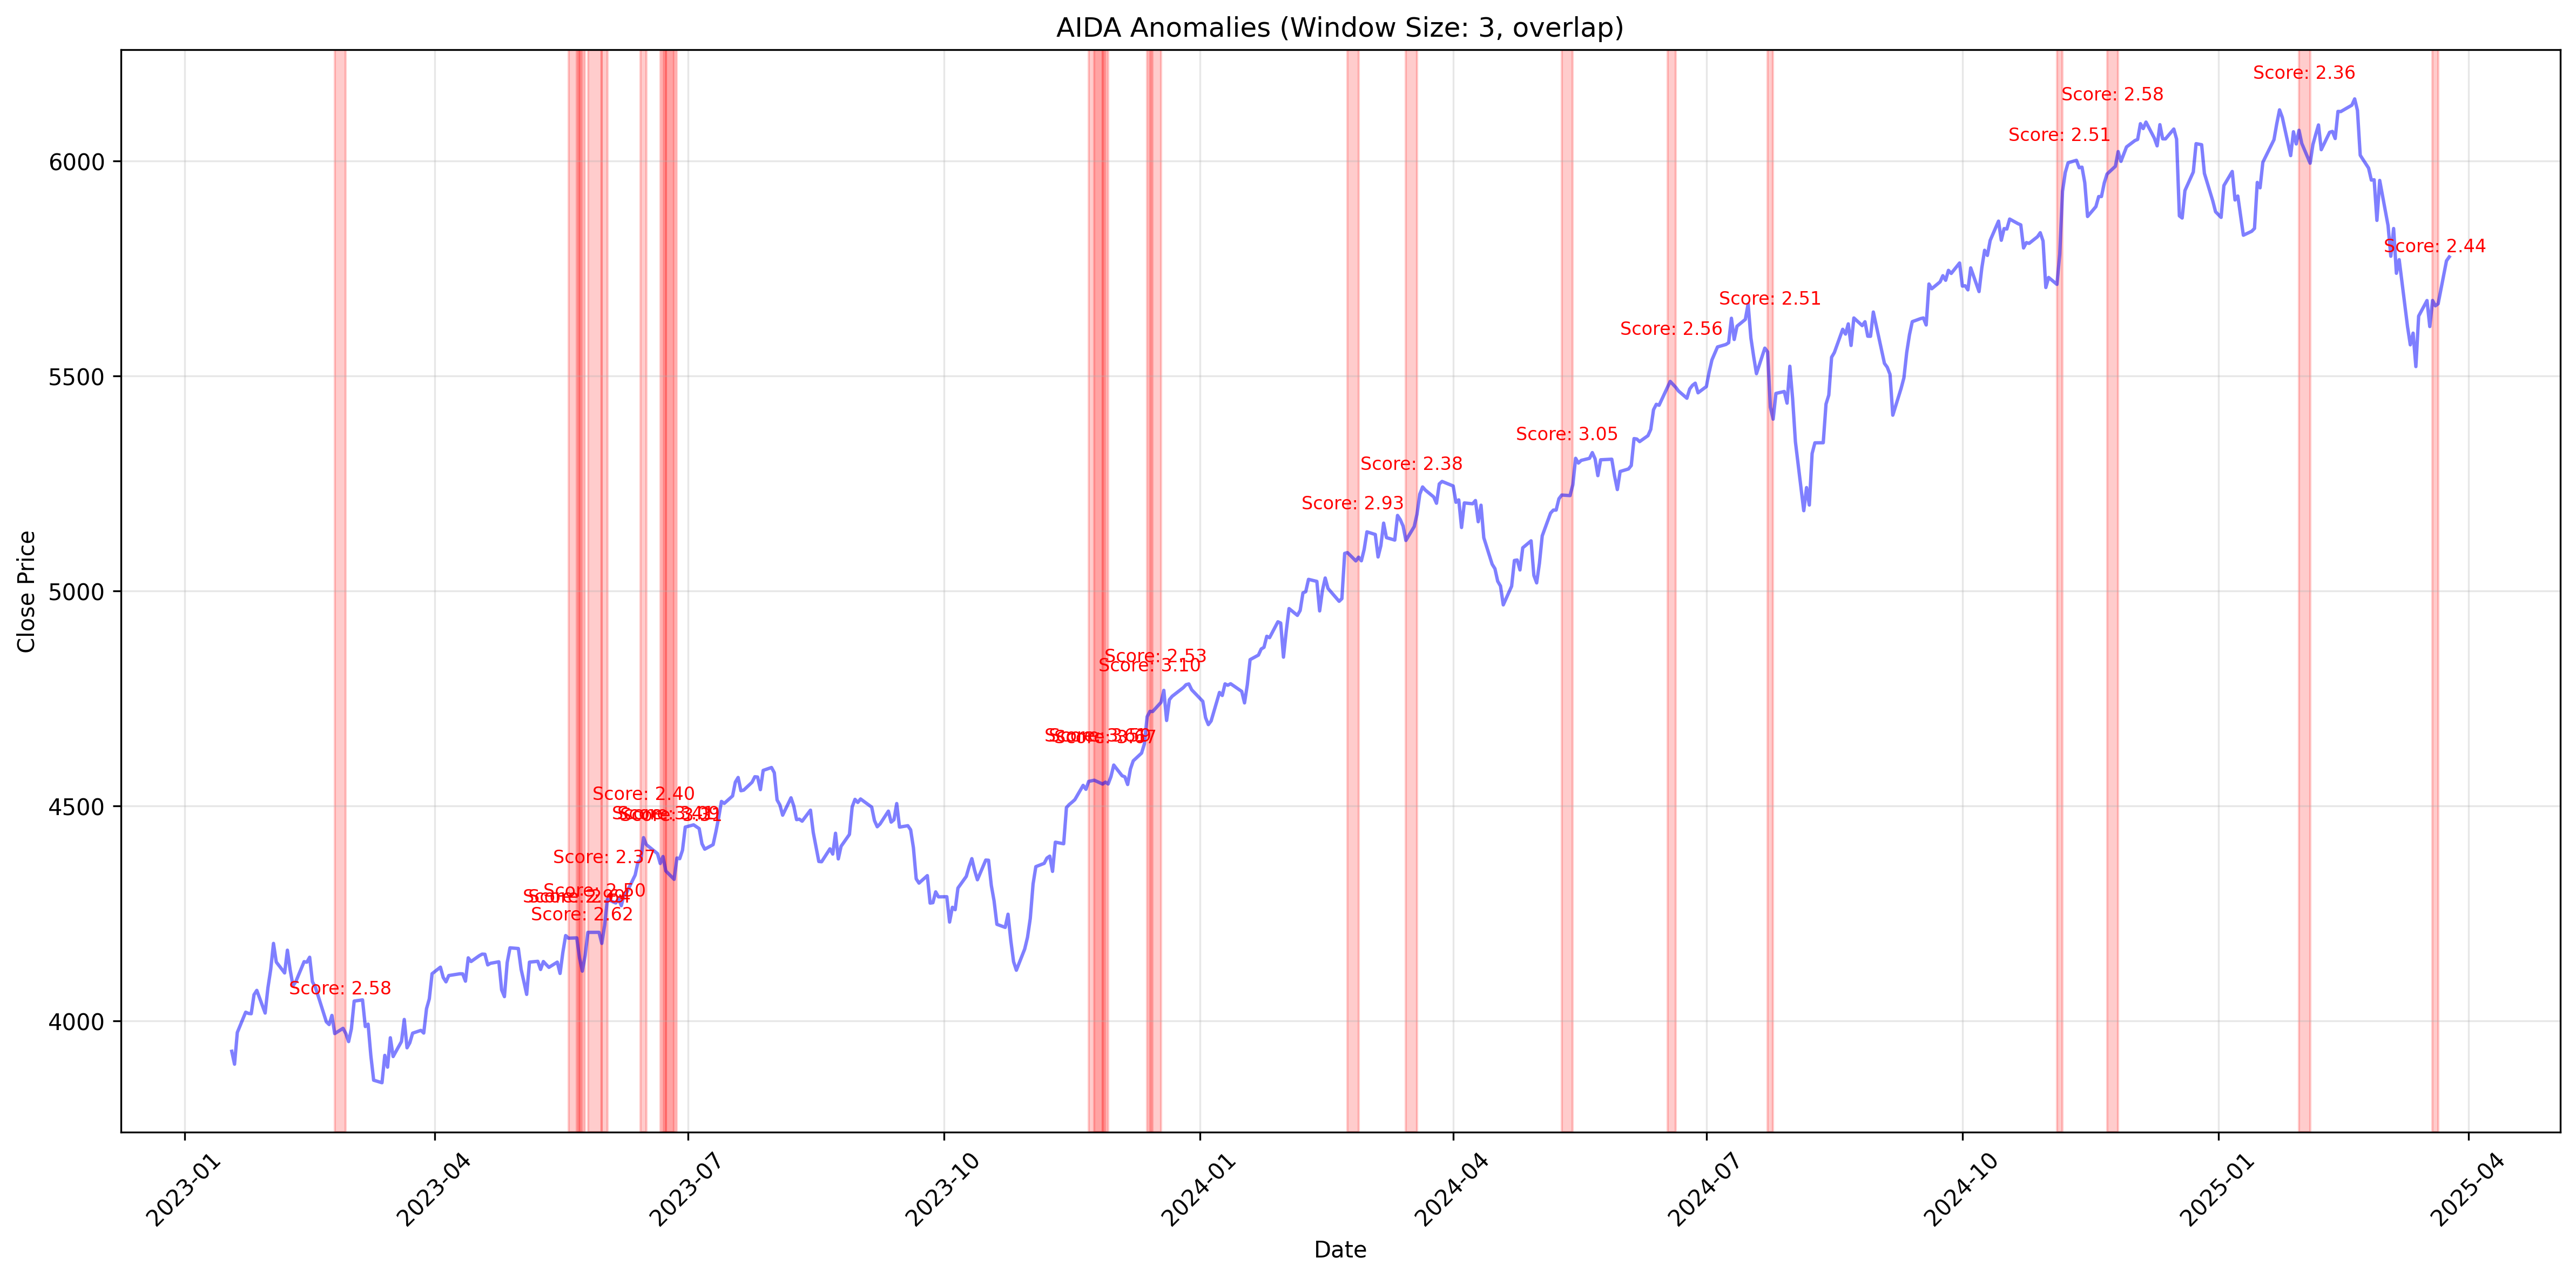 AIDA Anomalies (Window Size: 3, overlap)
Score: 2.36
Score: 2.58
Score: 2.51
Score: 2.44
Score: 2.51
Score: 2.56
Score: 3.05
Score: 2.38
Score: 2.93
Score: 2.53
Score: 3.10
Score:
Score: 2.40
Score:
Score: 2.37
Score: 2.50
Score:
Score: 2.62
Score: 2.58
Close Price
6000
5500
5000
4500
4000
2023-01
2023-04
2023-07
2023-10
2024-01
2024-04
2024-07
2024-10
2025-01
2025-04
Date